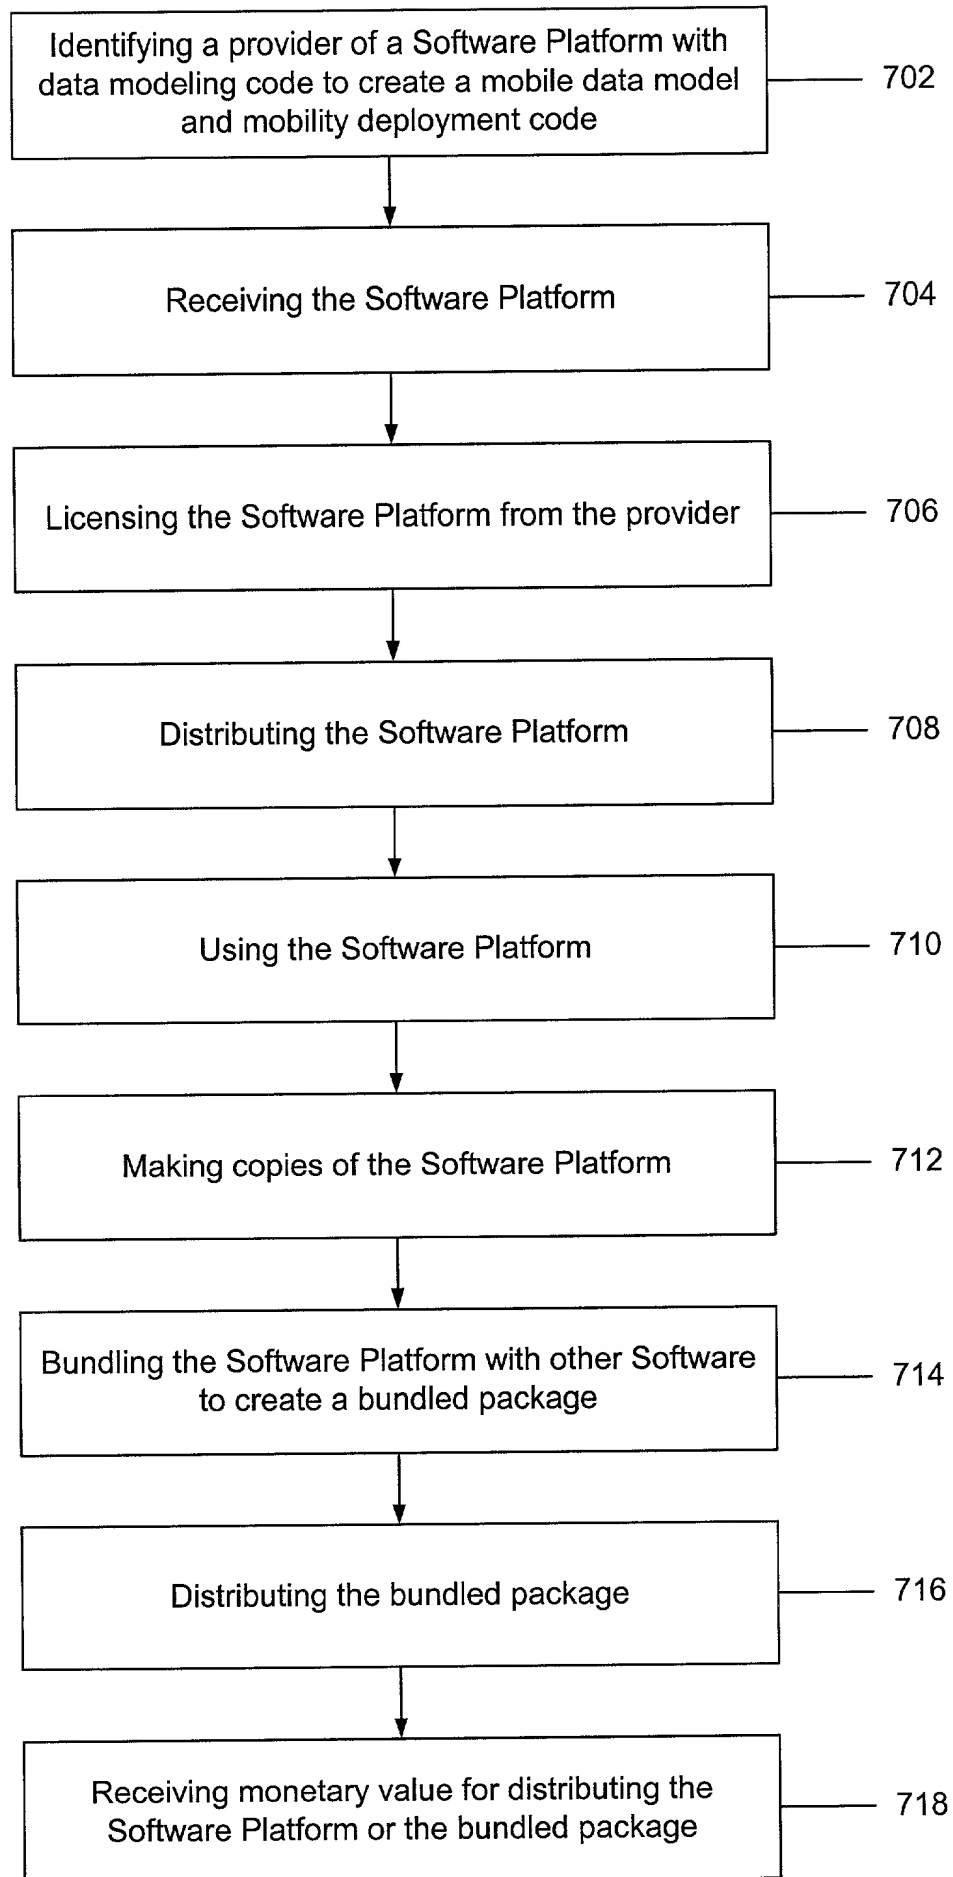 Identifying a provider of a Software Platform with
data modeling code to create a mobile data model
and mobility deployment code
702
Receiving the Software Platform
704
Licensing the Software Platform from the provider
706
Distributing the Software Platform
708
Using the Software Platform
710
Making copies of the Software Platform
712
Bundling the Software Platform with other Software
to create a bundled package
714
Distributing the bundled package
716
Receiving monetary value for distributing the
Software Platform or the bundled package
718